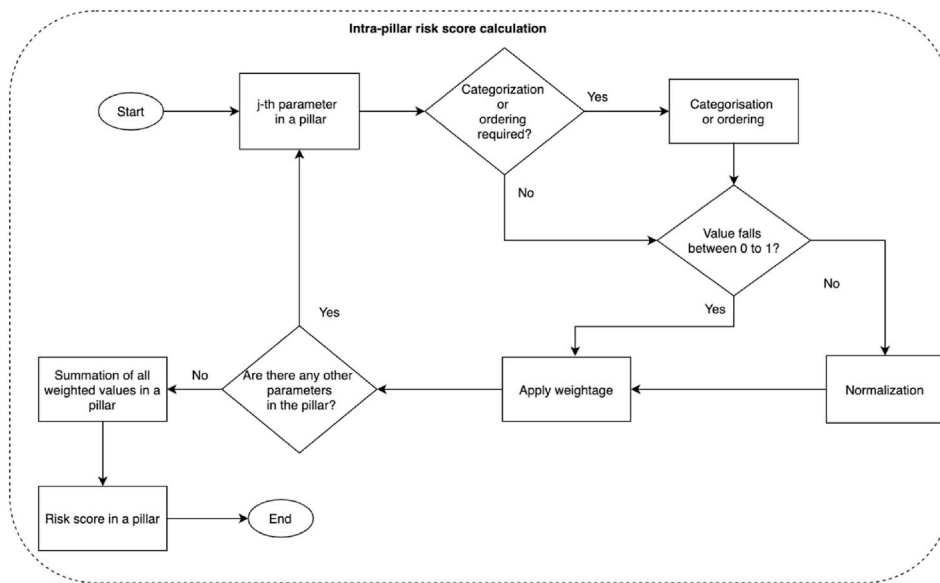 Intra-pillar risk score calculation
Start
j-th parameter
in a pillar
Categorization
or
ordering
required?
Yes
Categorisation
or ordering
No
Value falls
between 0 to 1?
No
Yes
Yes
Summation of all
weighted values in a
pillar
No
Are there any other
parameters
in the pillar?
Apply weightage
Normalization
Risk score in a pillar
End